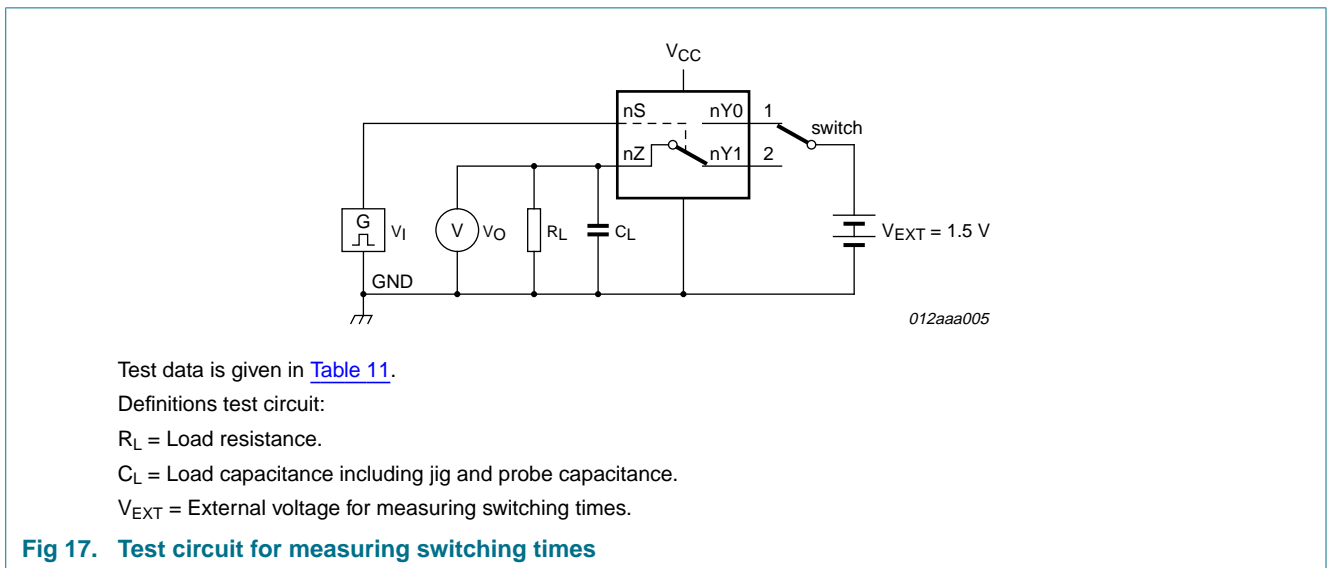 VCC
nS nY0 1
switch
nZ nY1 2
G VI
V VO RL CL
VEXT = 1.5 V
GND
012aaa005
Test data is given in Table 11.
Definitions test circuit:
RL = Load resistance.
CL = Load capacitance including jig and probe capacitance.
VEXT = External voltage for measuring switching times.
Fig 17. Test circuit for measuring switching times